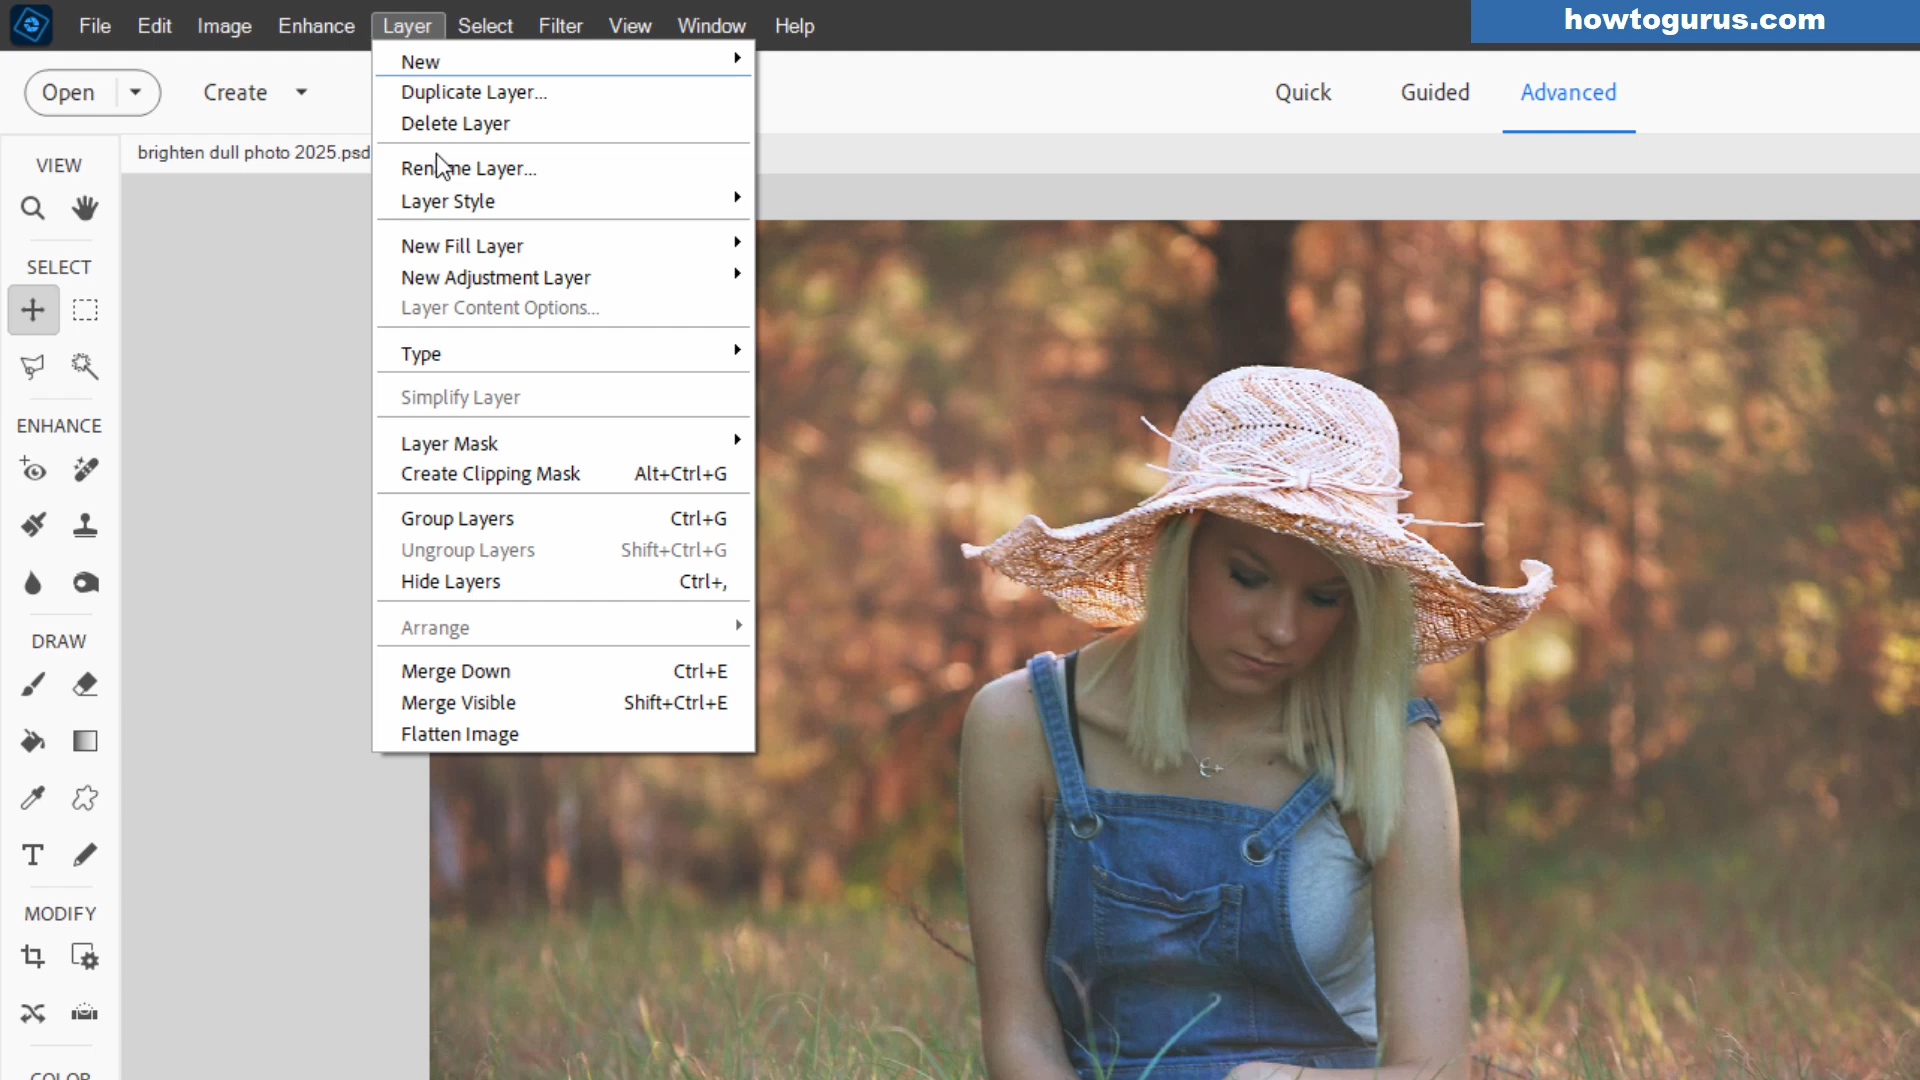 File Edit Image Enhance Layer Select Filter View Window Help
howtogurus.com
Open Create
Quick Guided Advanced
brighten dull photo 2025.psd
VIEW
SELECT
ENHANCE
DRAW
MODIFY
COLOR
New
Duplicate Layer...
Delete Layer
Rename Layer...
Layer Style
New Fill Layer
New Adjustment Layer
Layer Content Options...
Type
Simplify Layer
Layer Mask
Create Clipping Mask Alt+Ctrl+G
Group Layers Ctrl+G
Ungroup Layers Shift+Ctrl+G
Hide Layers Ctrl+,
Arrange
Merge Down Ctrl+E
Merge Visible Shift+Ctrl+E
Flatten Image